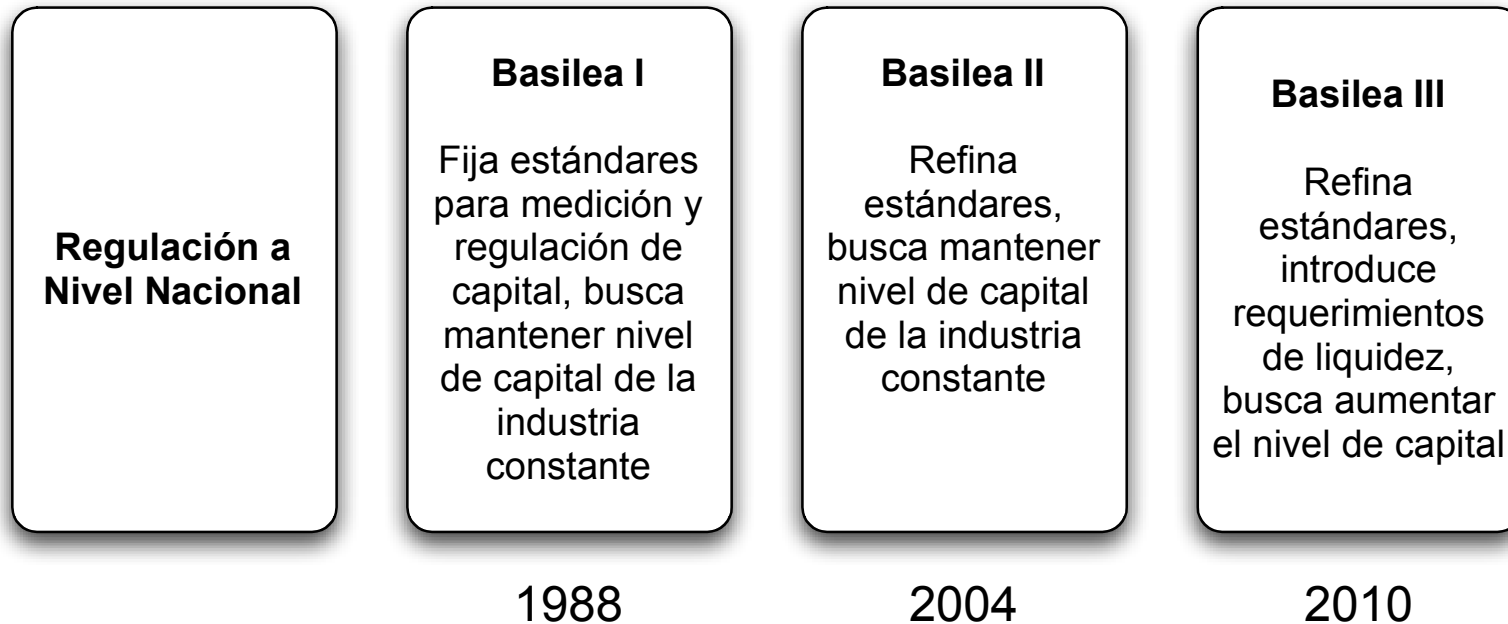 Regulación a
Nivel Nacional
Basilea I
Fija estándares
para medición y
regulación de
capital, busca
mantener nivel
de capital de la
industria
constante
1988
Basilea II
Refina
estándares,
busca mantener
nivel de capital
de la industria
constante
2004
Basilea III
Refina
estándares,
introduce
requerimientos
de liquidez,
busca aumentar
el nivel de capital
2010